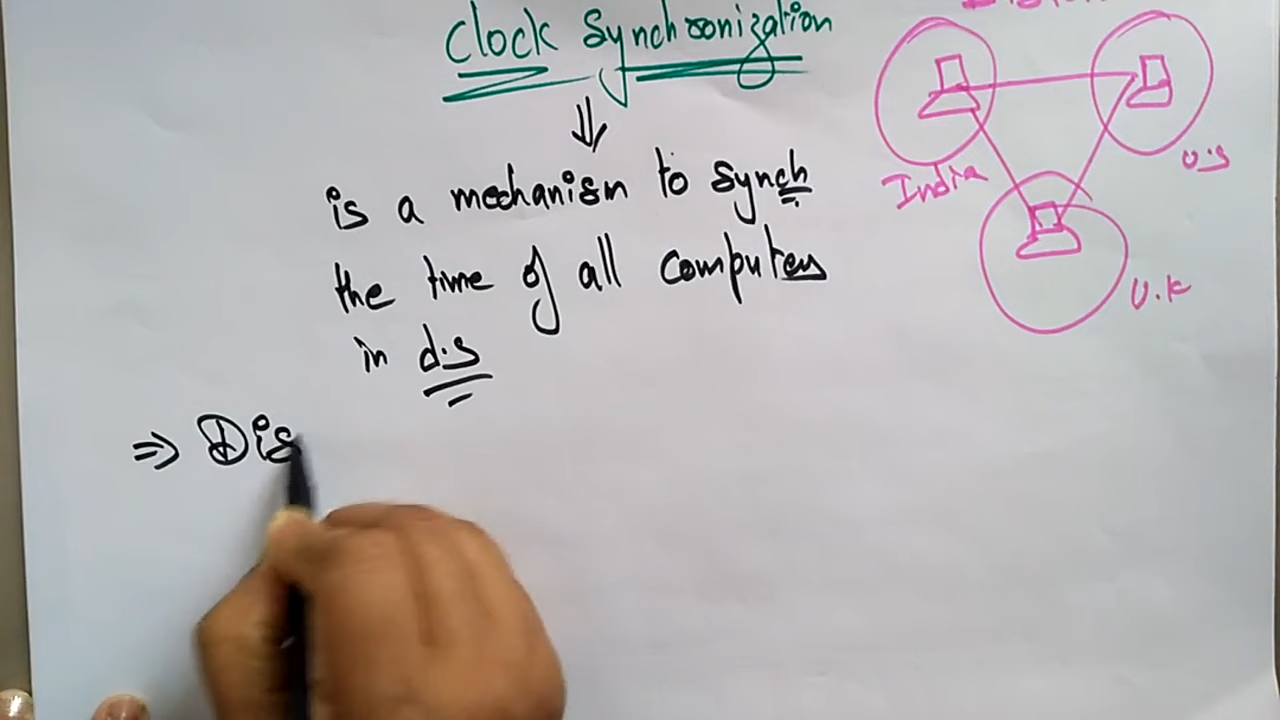 Clock Synchronization
is a mechanism to synch
the time of all computers
in d.s
⇒ Dis
India
U.S
U.K